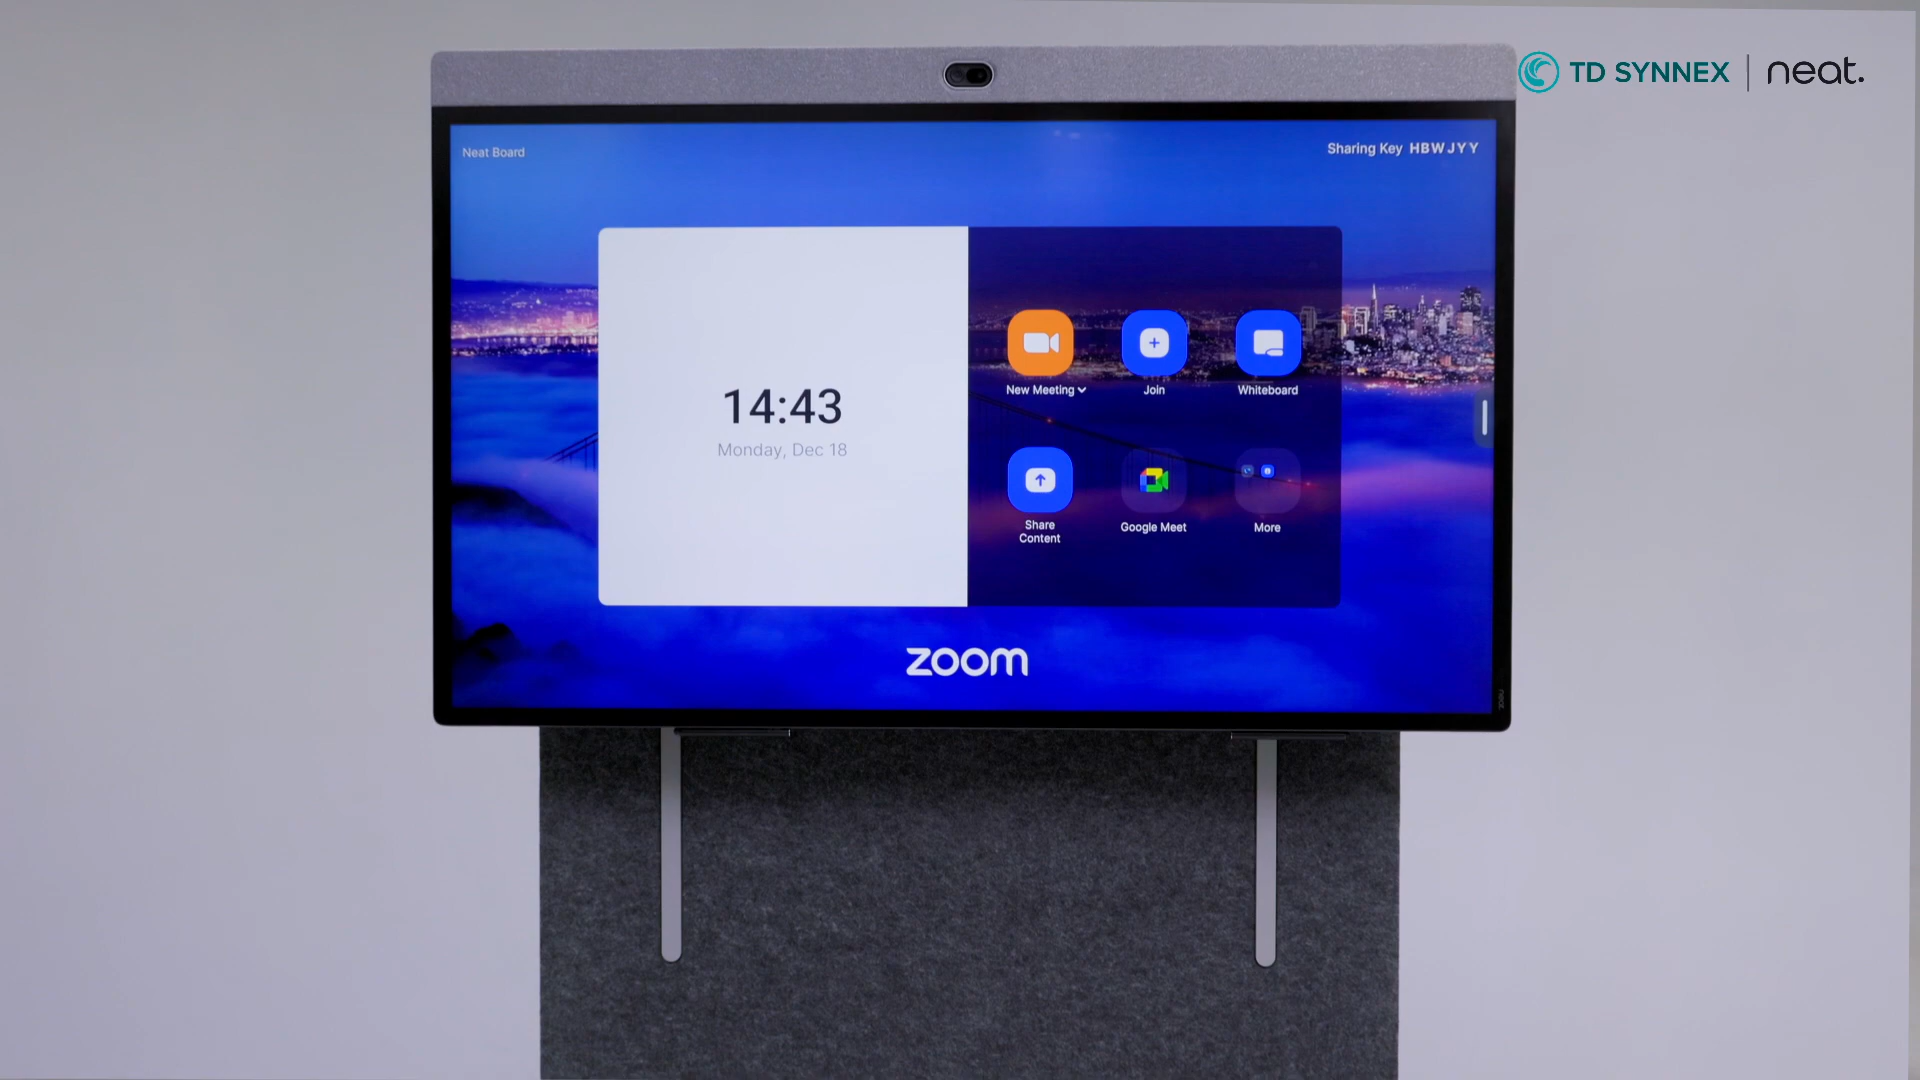 TD SYNNEX | neat.
Neat Board
Sharing Key HBWJYY
14:43
Monday, Dec 18
New Meeting
Join
Whiteboard
Share
Content
Google Meet
More
zoom
neat.